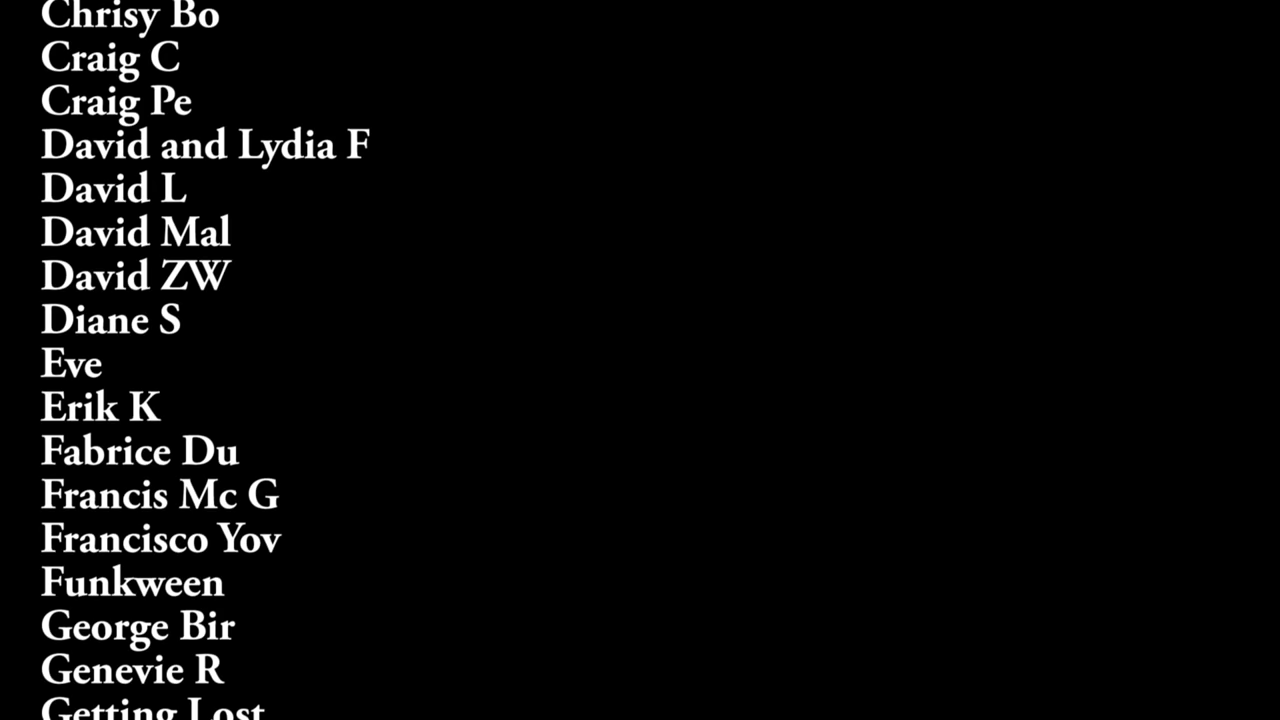 Chrisy Bo
Craig C
Craig Pe
David and Lydia F
David L
David Mal
David ZW
Diane S
Eve
Erik K
Fabrice Du
Francis Mc G
Francisco Yov
Funkween
George Bir
Genevie R
Getting Lost